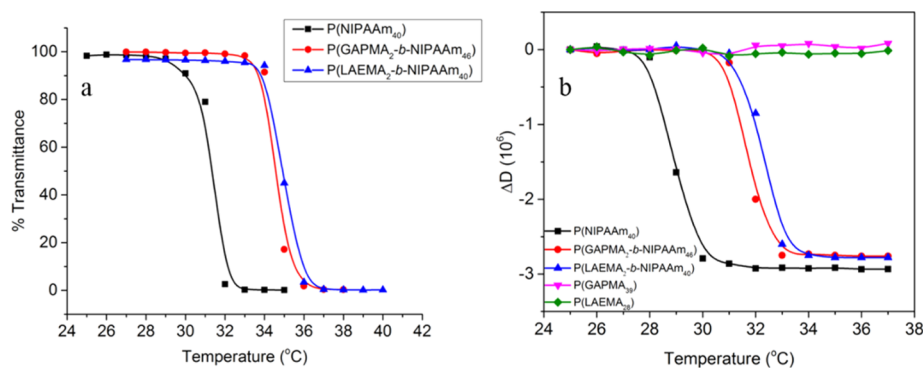 P(NIPAAm₄₀)
P(GAPMA₂-b-NIPAAm₄₆)
P(LAEMA₂-b-NIPAAm₄₀)
a
% Transmittance
100
80
60
40
20
0
24 26 28 30 32 34 36 38 40 42
Temperature (°C)
b
ΔD (10⁶)
0
-1
-2
-3
P(NIPAAm₄₀)
P(GAPMA₂-b-NIPAAm₄₆)
P(LAEMA₂-b-NIPAAm₄₀)
P(GAPMA₃₉)
P(LAEMA₂₈)
24 26 28 30 32 34 36 38
Temperature (°C)